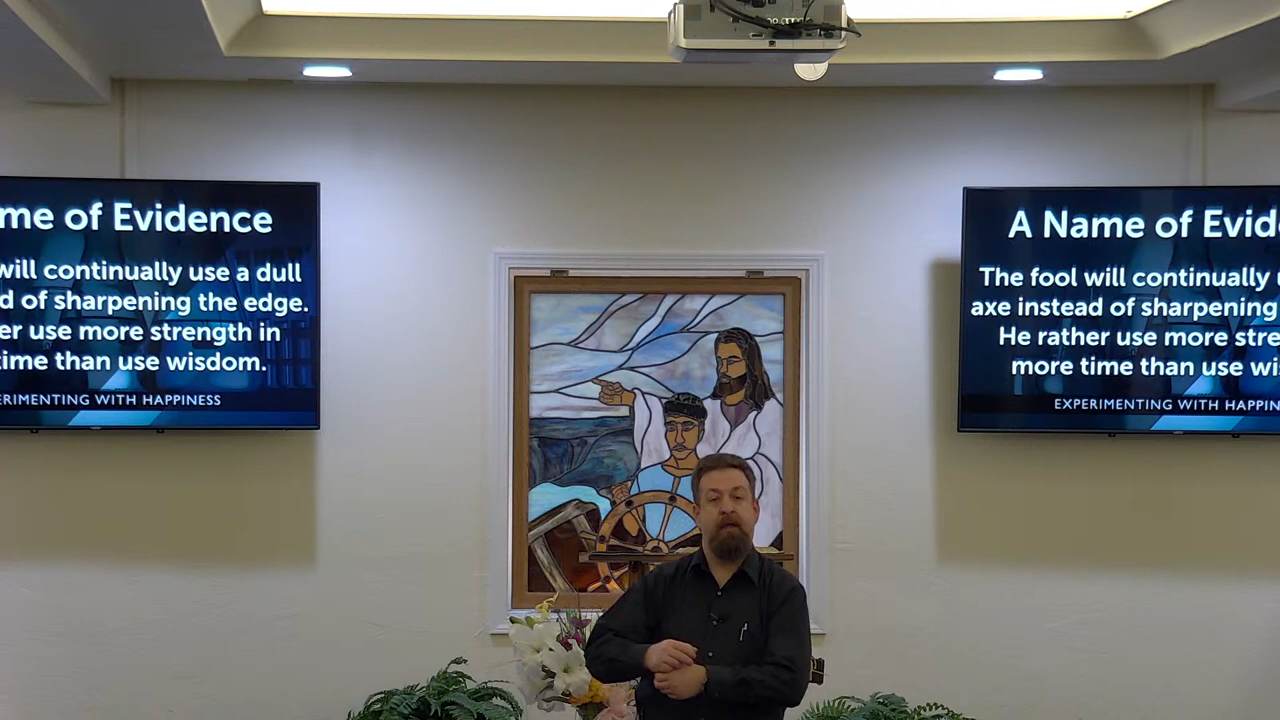 me of Evidence
will continually use a dull
d of sharpening the edge.
er use more strength in
time than use wisdom.
ERIMENTING WITH HAPPINESS
A Name of Evid
The fool will continually
axe instead of sharpening
He rather use more stre
more time than use wi
EXPERIMENTING WITH HAPPIN